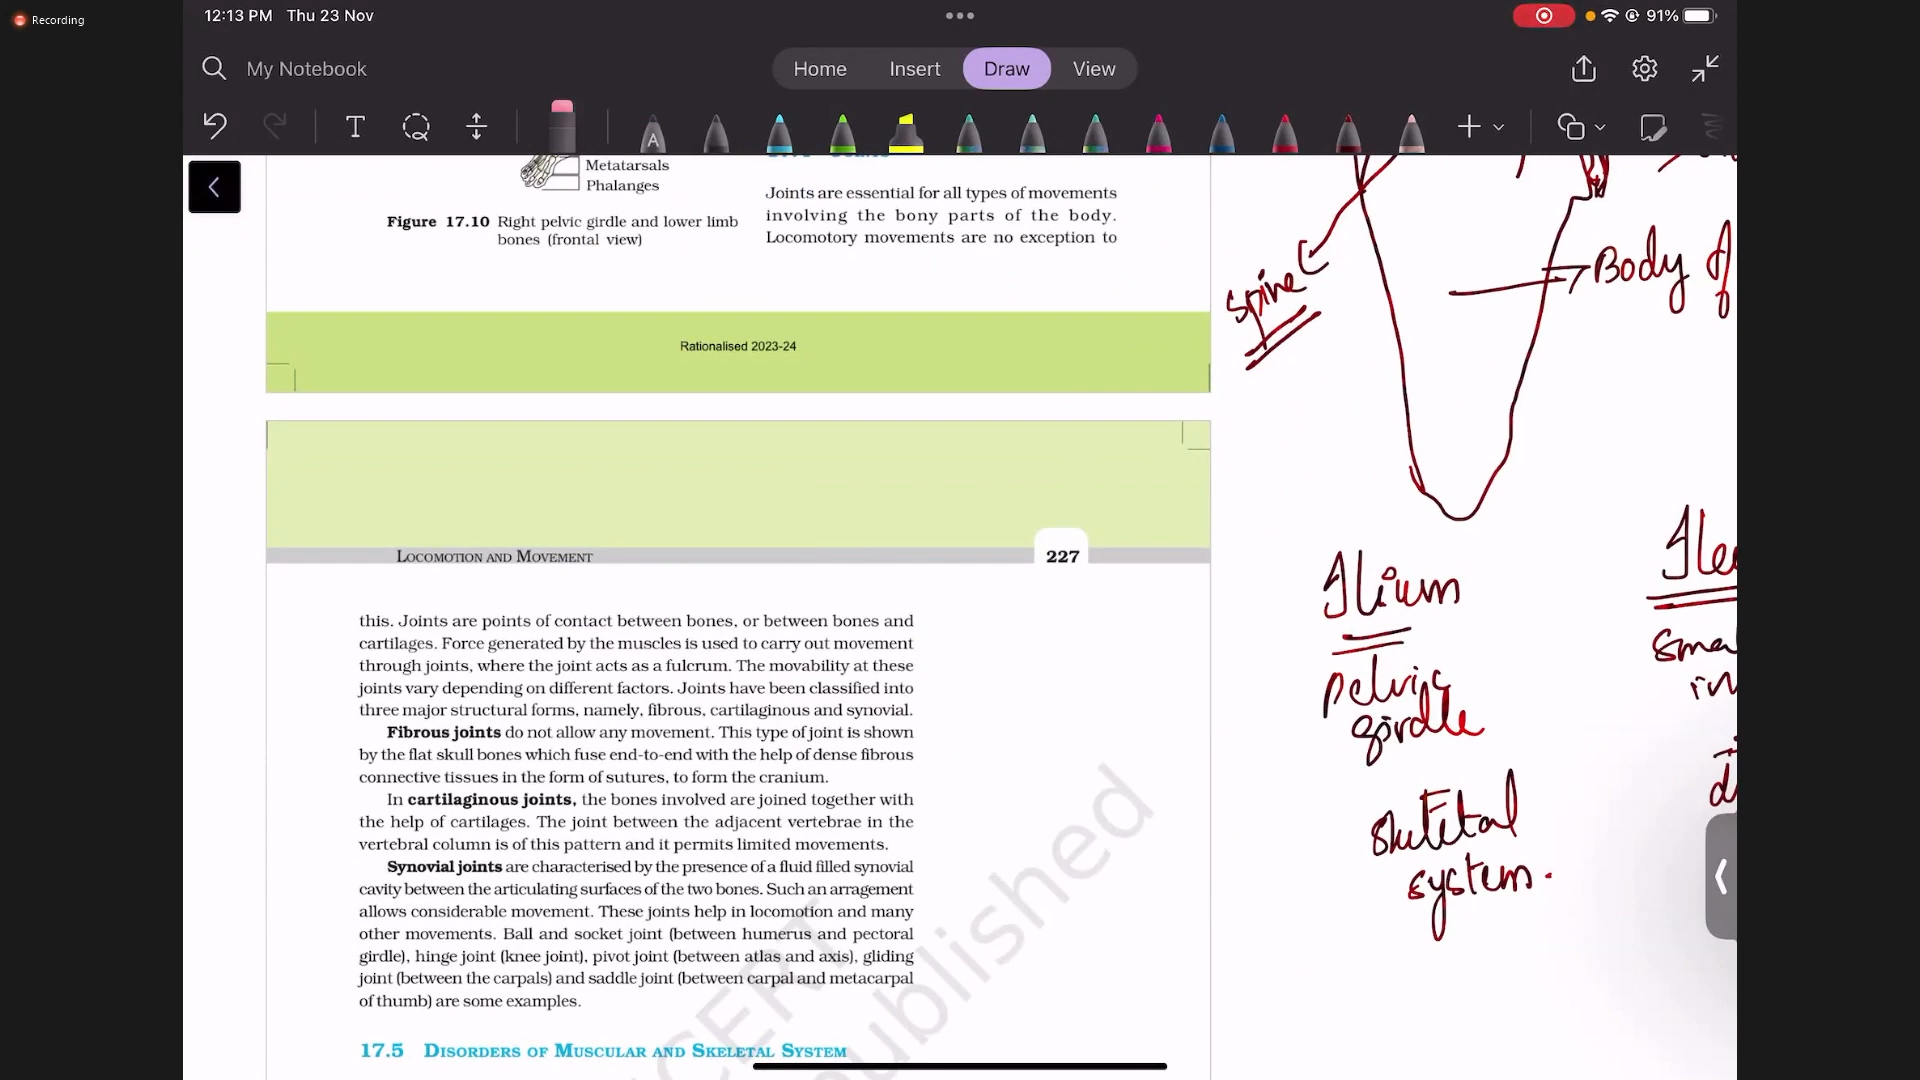 Recording
12:13 PM Thu 23 Nov
91%
My Notebook
Home
Insert
Draw
View
T
A
Metatarsals
Phalanges
Figure 17.10 Right pelvic girdle and lower limb
bones (frontal view)
Joints are essential for all types of movements
involving the bony parts of the body.
Locomotory movements are no exception to
Rationalised 2023-24
LOCOMOTION AND MOVEMENT
227
this. Joints are points of contact between bones, or between bones and
cartilages. Force generated by the muscles is used to carry out movement
through joints, where the joint acts as a fulcrum. The movability at these
joints vary depending on different factors. Joints have been classified into
three major structural forms, namely, fibrous, cartilaginous and synovial.
Fibrous joints do not allow any movement. This type of joint is shown
by the flat skull bones which fuse end-to-end with the help of dense fibrous
connective tissues in the form of sutures, to form the cranium.
In cartilaginous joints, the bones involved are joined together with
the help of cartilages. The joint between the adjacent vertebrae in the
vertebral column is of this pattern and it permits limited movements.
Synovial joints are characterised by the presence of a fluid filled synovial
cavity between the articulating surfaces of the two bones. Such an arragement
allows considerable movement. These joints help in locomotion and many
other movements. Ball and socket joint (between humerus and pectoral
girdle), hinge joint (knee joint), pivot joint (between atlas and axis), gliding
joint (between the carpals) and saddle joint (between carpal and metacarpal
of thumb) are some examples.
17.5 DISORDERS OF MUSCULAR AND SKELETAL SYSTEM
published
Spine
Body of
Ilium
pelvic
girdle
Skeletal
system.